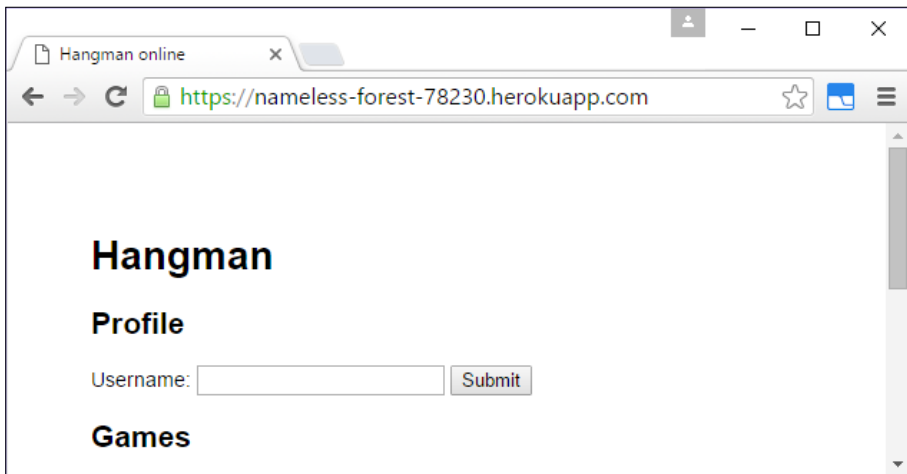 Hangman online
https://nameless-forest-78230.herokuapp.com
Hangman
Profile
Username: Submit
Games